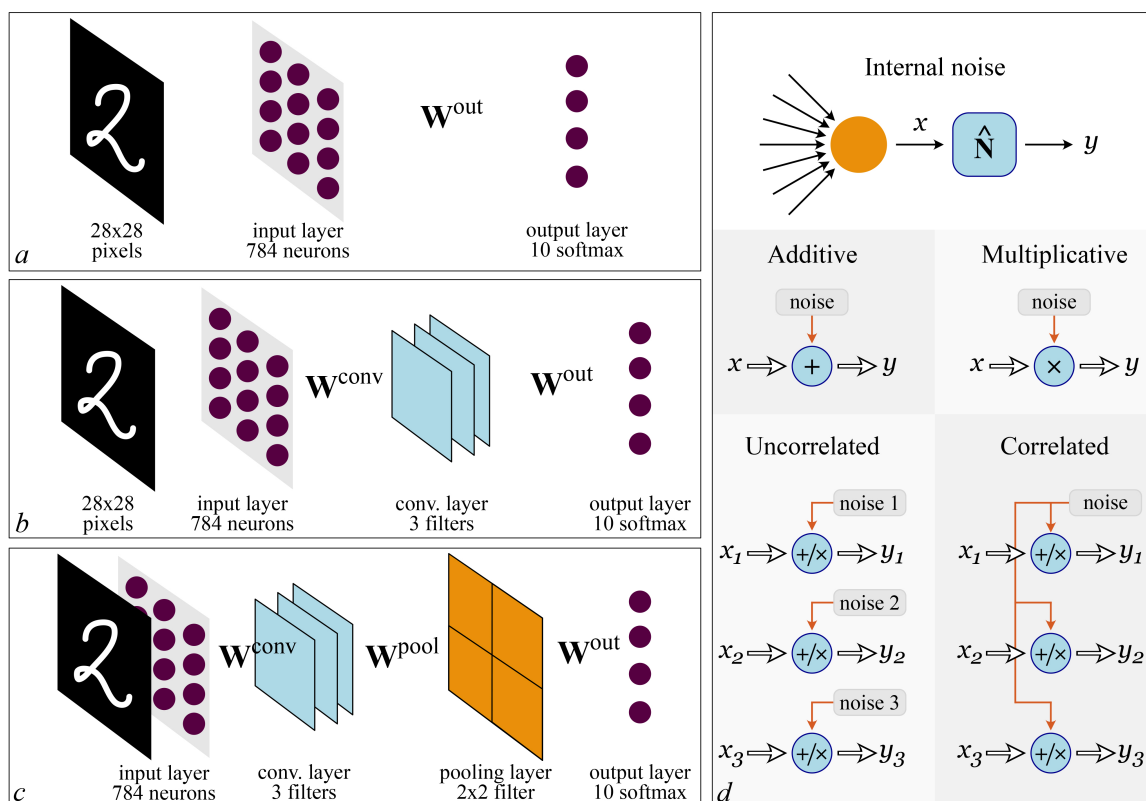 2
W^out
28x28
pixels
input layer
784 neurons
output layer
10 softmax
a
2
W^conv
W^out
28x28
pixels
input layer
784 neurons
conv. layer
3 filters
output layer
10 softmax
b
2
W^conv
W^pool
W^out
input layer
784 neurons
conv. layer
3 filters
pooling layer
2x2 filter
output layer
10 softmax
c
Internal noise
x
N̂
y
Additive
noise
x + y
Multiplicative
noise
x × y
Uncorrelated
noise 1
x₁ +/× y₁
noise 2
x₂ +/× y₂
noise 3
x₃ +/× y₃
Correlated
noise
x₁ +/× y₁
x₂ +/× y₂
x₃ +/× y₃
d